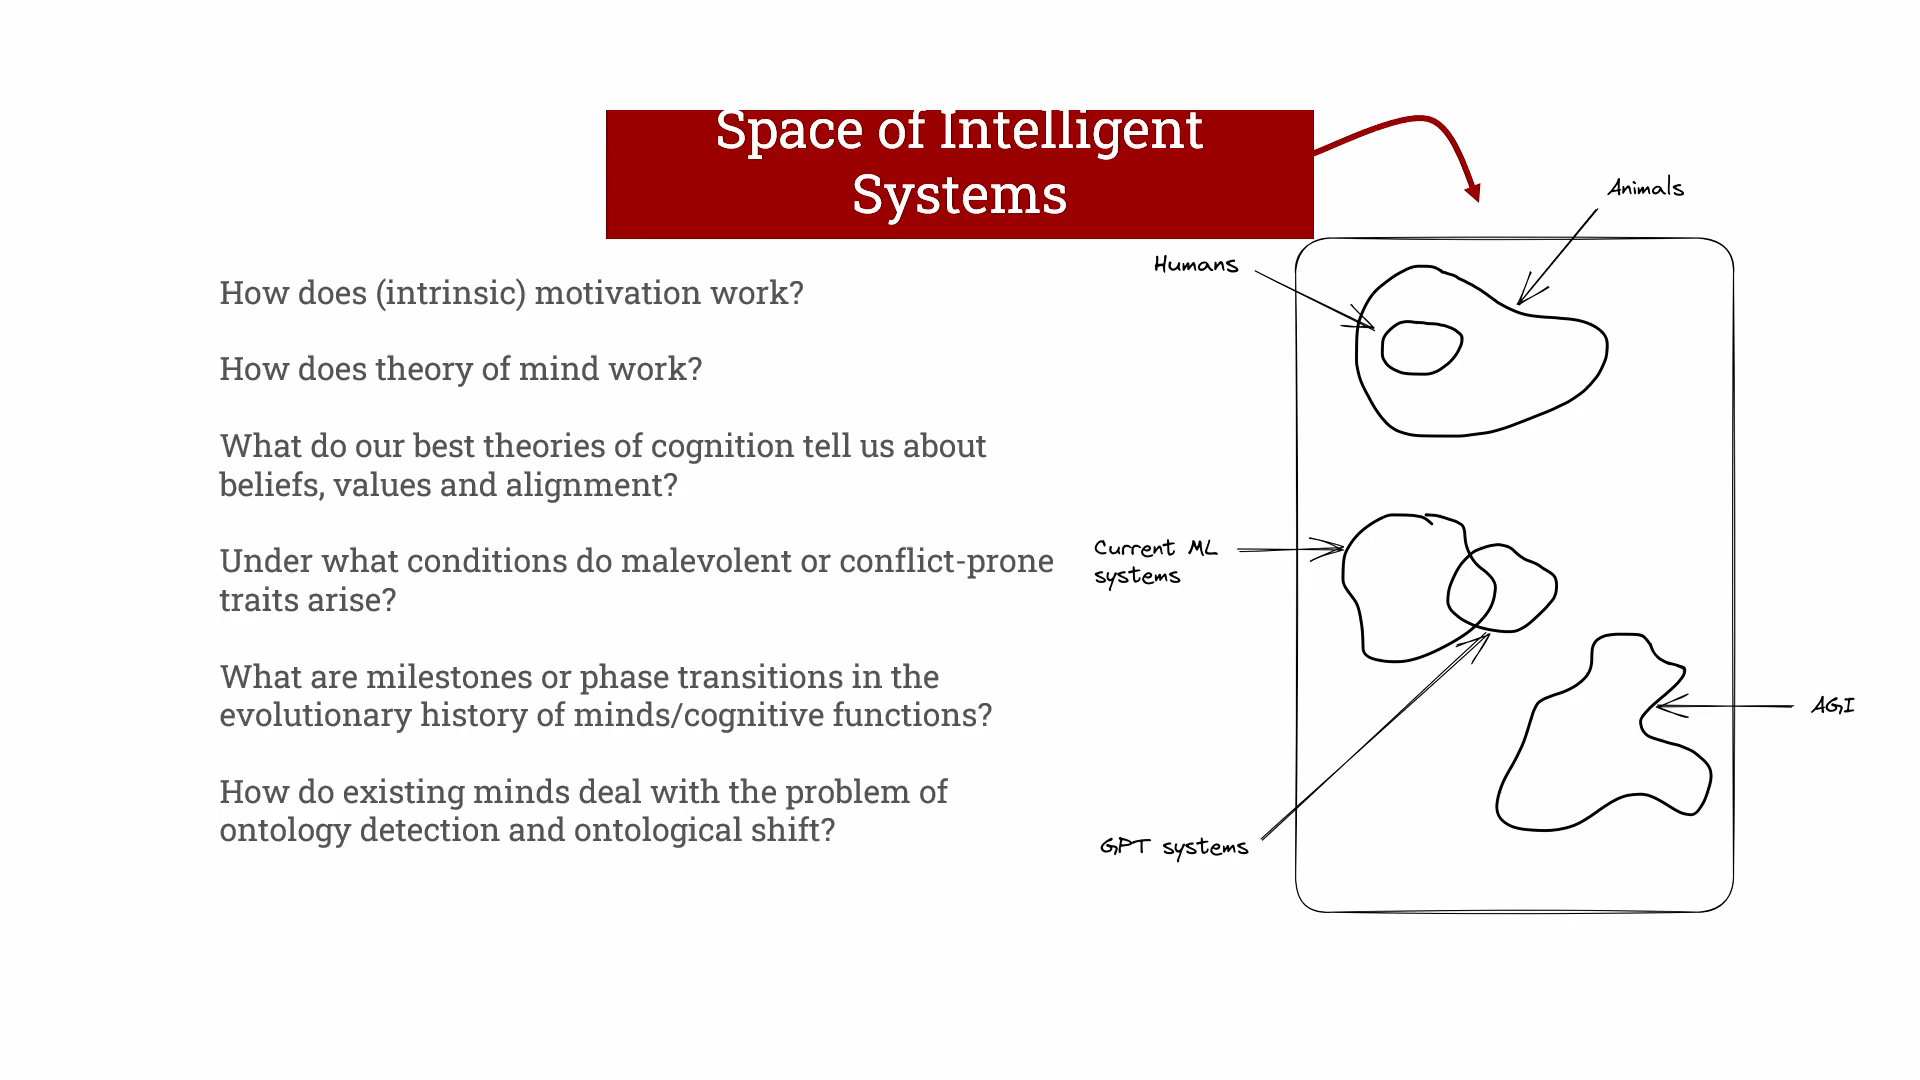 Space of Intelligent
Systems
How does (intrinsic) motivation work?
How does theory of mind work?
What do our best theories of cognition tell us about
beliefs, values and alignment?
Under what conditions do malevolent or conflict-prone
traits arise?
What are milestones or phase transitions in the
evolutionary history of minds/cognitive functions?
How do existing minds deal with the problem of
ontology detection and ontological shift?
Animals
Humans
Current ML
systems
AGI
GPT systems